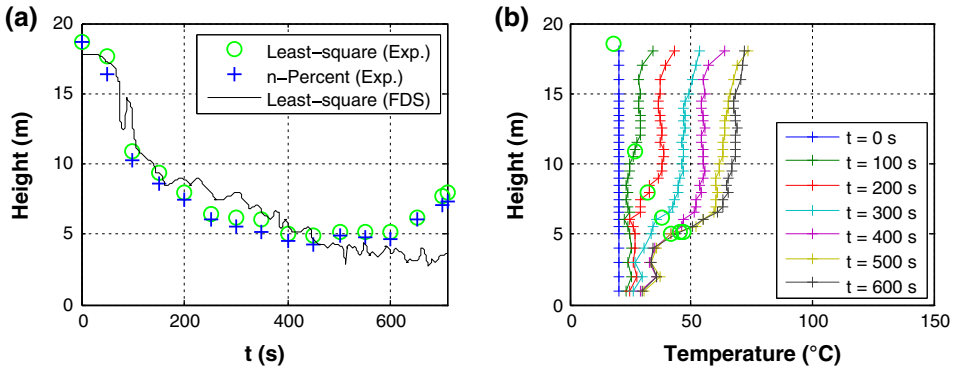 (a)
20
15
10
5
0
Height (m)
0
200
400
600
t (s)
Least-square (Exp.)
n-Percent (Exp.)
Least-square (FDS)
(b)
20
15
10
5
0
Height (m)
0
50
100
150
Temperature (°C)
t = 0 s
t = 100 s
t = 200 s
t = 300 s
t = 400 s
t = 500 s
t = 600 s